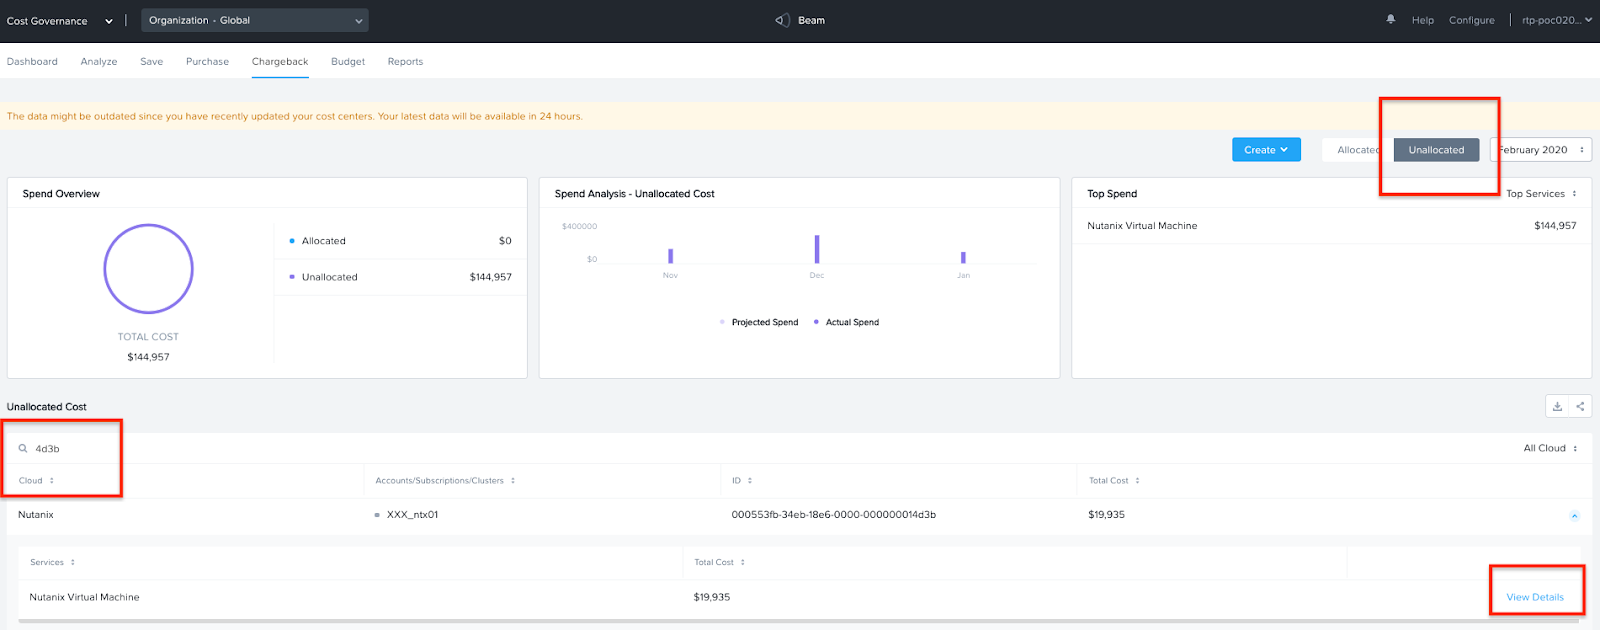 Cost Governance
Organization - Global
Beam
Help
Configure
rtp-poc020...
Dashboard
Analyze
Save
Purchase
Chargeback
Budget
Reports
The data might be outdated since you have recently updated your cost centers. Your latest data will be available in 24 hours.
Create
Allocated
Unallocated
February 2020
Spend Overview
TOTAL COST
$144,957
Allocated $0
Unallocated $144,957
Spend Analysis - Unallocated Cost
$400000
$0
Nov Dec Jan
Projected Spend Actual Spend
Top Spend
Top Services
Nutanix Virtual Machine $144,957
Unallocated Cost
4d3b
All Cloud
Cloud Accounts/Subscriptions/Clusters ID Total Cost
Nutanix XXX_ntx01 000553fb-34eb-18e6-0000-000000014d3b $19,935
Services Total Cost
Nutanix Virtual Machine $19,935 View Details